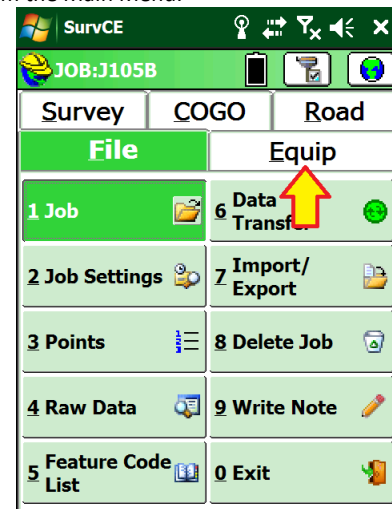 SurvCE
JOB:J105B
Survey COGO Road
File Equip
1 Job
6 Data
2 Job Settings
7 Import/
Export
3 Points
8 Delete Job
4 Raw Data
9 Write Note
5 Feature Code
List
0 Exit